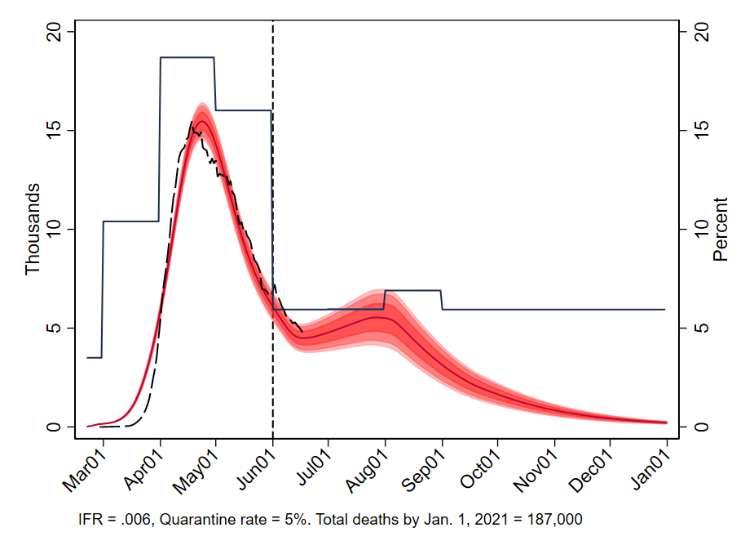 20
20
15
15
10
10
5
5
0
0
Thousands
Percent
Mar01
Apr01
May01
Jun01
Jul01
Aug01
Sep01
Oct01
Nov01
Dec01
Jan01
IFR = .006, Quarantine rate = 5%. Total deaths by Jan. 1, 2021 = 187,000